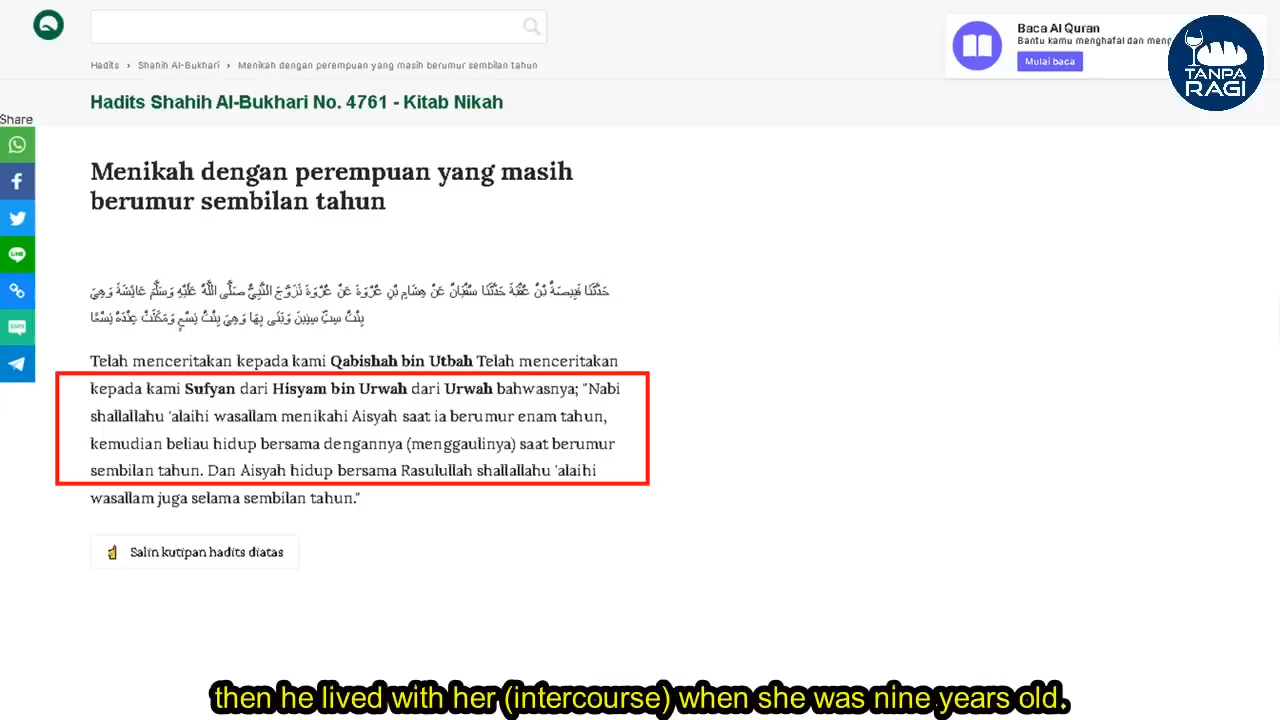 Baca Al Quran
Bantu kamu menghafal dan
Mulai baca
TANPA
RAGI
Hadits › Shahih Al-Bukhari › Menikah dengan perempuan yang masih berumur sembilan tahun
Hadits Shahih Al-Bukhari No. 4761 - Kitab Nikah
Share
Menikah dengan perempuan yang masih
berumur sembilan tahun
حَدَّثَنَا قَبِيصَةُ بْنُ عُقْبَةَ حَدَّثَنَا سُفْيَانُ عَنْ هِشَامِ بْنِ عُرْوَةَ عَنْ عُرْوَةَ تَزَوَّجَ النَّبِيُّ صَلَّى اللَّهُ عَلَيْهِ وَسَلَّمَ عَائِشَةَ وَهِيَ
بِنْتُ سِتِّ سِنِينَ وَبَنَى بِهَا وَهِيَ بِنْتُ تِسْعٍ وَمَكَثَتْ عِنْدَهُ تِسْعًا
Telah menceritakan kepada kami Qabishah bin Utbah Telah menceritakan
kepada kami Sufyan dari Hisyam bin Urwah dari Urwah bahwasnya; "Nabi
shallallahu 'alaihi wasallam menikahi Aisyah saat ia berumur enam tahun,
kemudian beliau hidup bersama dengannya (menggaulinya) saat berumur
sembilan tahun. Dan Aisyah hidup bersama Rasulullah shallallahu 'alaihi
wasallam juga selama sembilan tahun."
Salin kutipan hadits diatas
then he lived with her (intercourse) when she was nine years old.